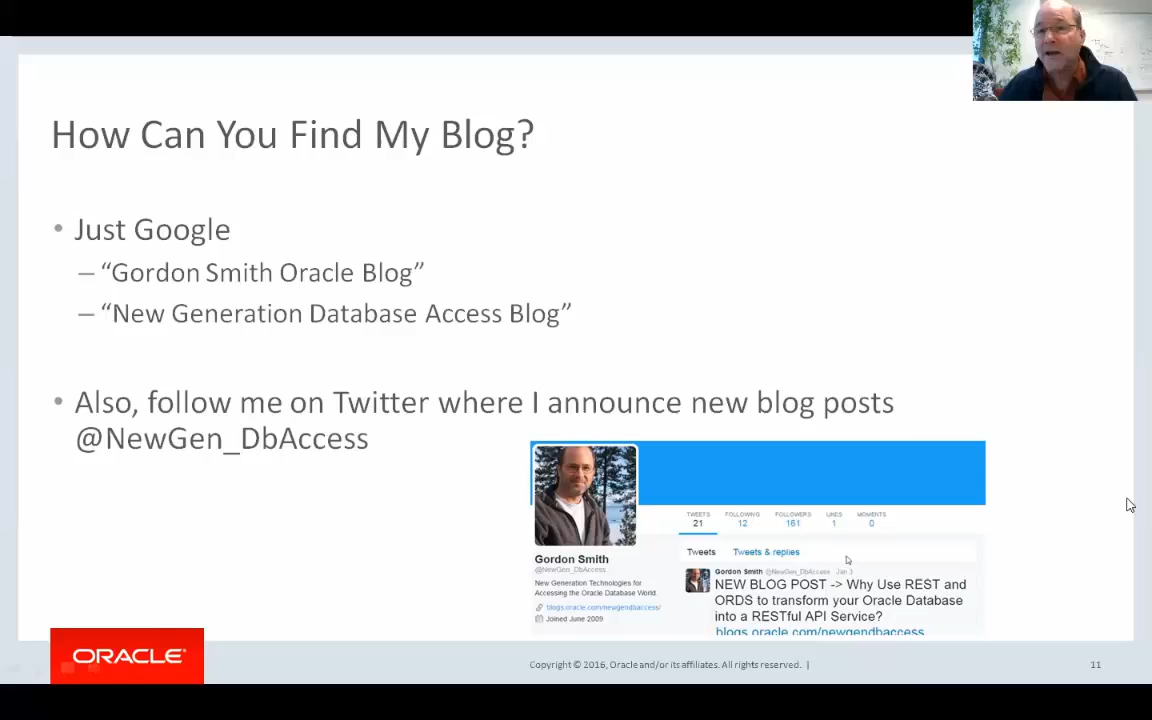 How Can You Find My Blog?
• Just Google
– “Gordon Smith Oracle Blog”
– “New Generation Database Access Blog”
• Also, follow me on Twitter where I announce new blog posts
@NewGen_DbAccess
TWEETS FOLLOWING FOLLOWERS LIKES MOMENTS
21 12 161 1 0
Gordon Smith
@NewGen_DbAccess
New Generation Technologies for
Accessing the Oracle Database World.
blogs.oracle.com/newgendbaccess/
Joined June 2009
Tweets Tweets & replies
Gordon Smith @NewGen_DbAccess Jan 3
NEW BLOG POST -> Why Use REST and
ORDS to transform your Oracle Database
into a RESTful API Service?
blogs.oracle.com/newgendbaccess
ORACLE
Copyright © 2016, Oracle and/or its affiliates. All rights reserved. |
11